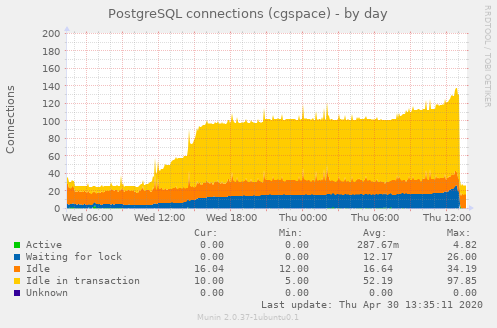 PostgreSQL connections (cgspace) - by day
RRDTOOL / TOBI OETIKER
Connections
200
180
160
140
120
100
80
60
40
20
0
Wed 06:00 Wed 12:00 Wed 18:00 Thu 00:00 Thu 06:00 Thu 12:00
Cur: Min: Avg: Max:
Active 0.00 0.00 287.67m 4.82
Waiting for lock 0.00 0.00 12.17 26.00
Idle 16.04 12.00 16.64 34.19
Idle in transaction 10.00 5.00 52.19 97.85
Unknown 0.00 0.00 0.00 0.00
Last update: Thu Apr 30 13:35:11 2020
Munin 2.0.37-1ubuntu0.1